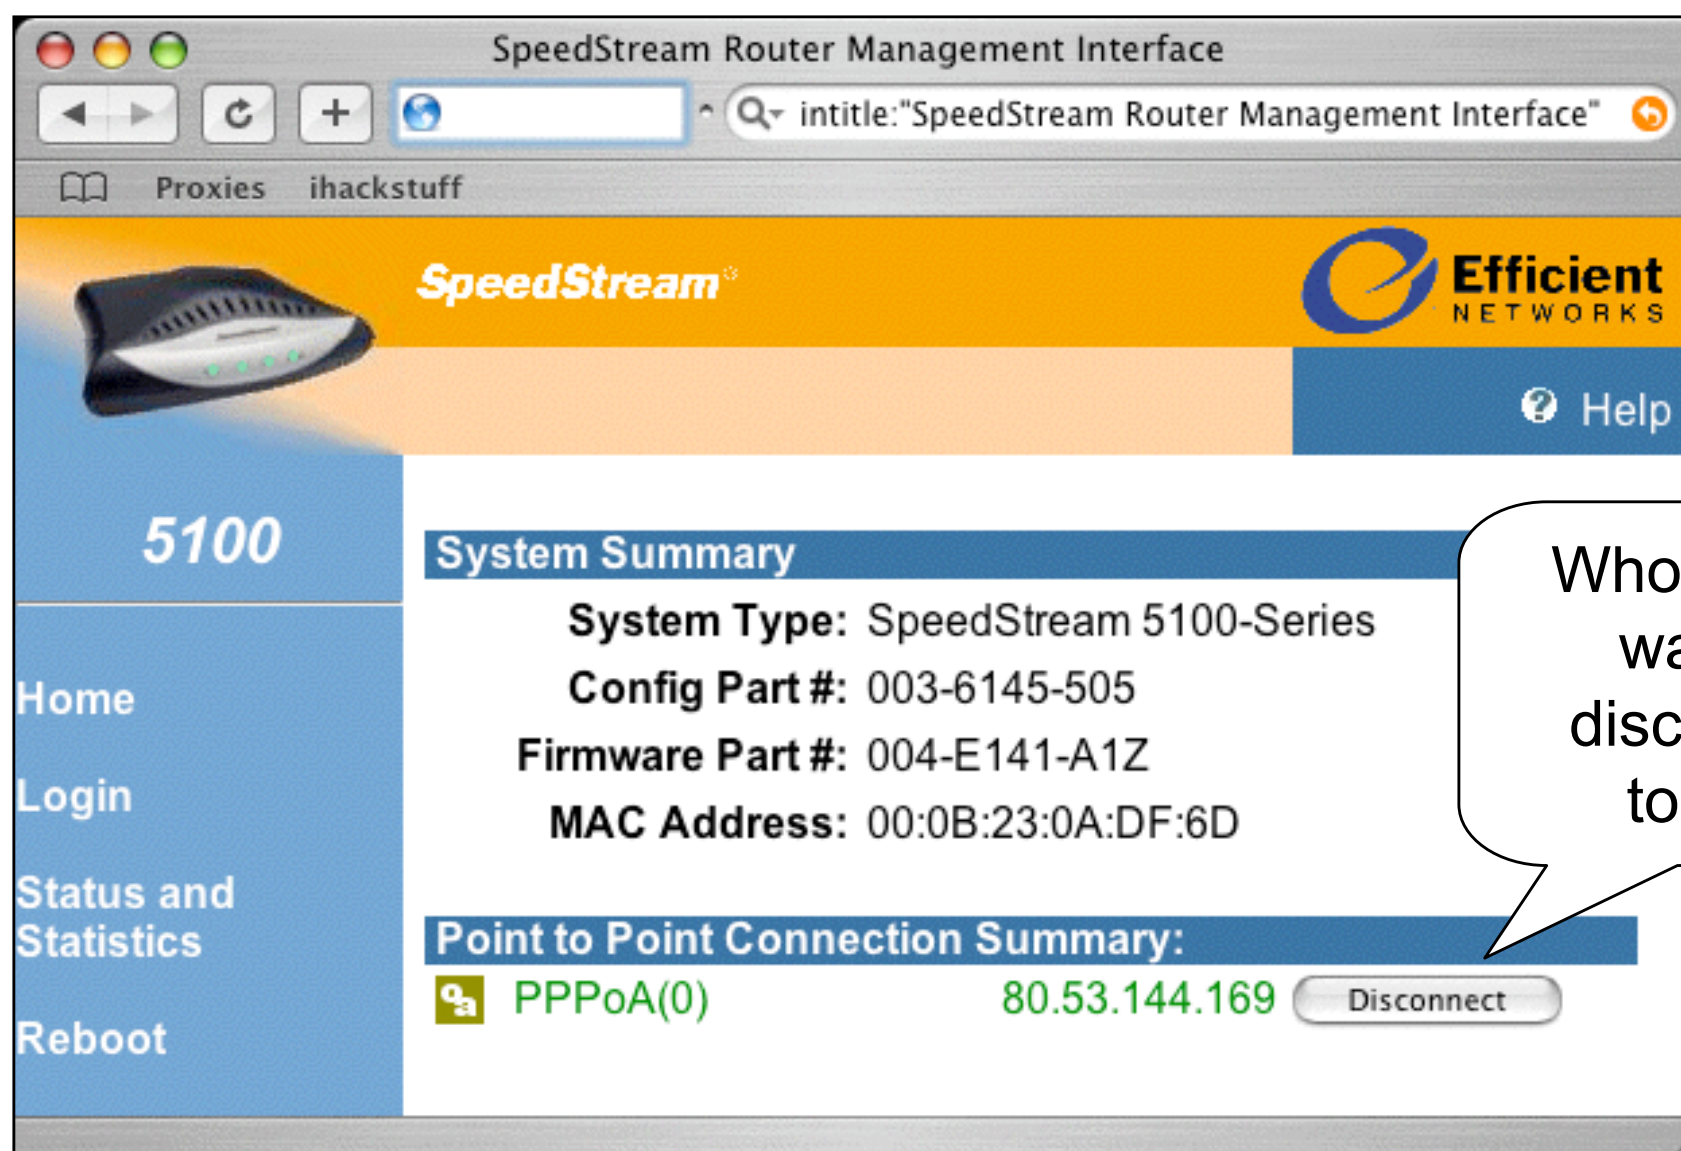 SpeedStream Router Management Interface
intitle:"SpeedStream Router Management Interface"
Proxies ihackstuff
SpeedStream
Efficient
NETWORKS
Help
5100
Home
Login
Status and
Statistics
Reboot
System Summary
System Type: SpeedStream 5100-Series
Config Part #: 003-6145-505
Firmware Part #: 004-E141-A1Z
MAC Address: 00:0B:23:0A:DF:6D
Who
to
Point to Point Connection Summary:
PPPoA(0) 80.53.144.169 Disconnect